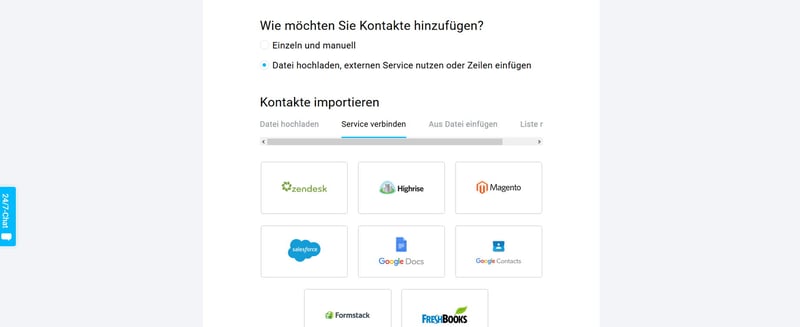 Wie möchten Sie Kontakte hinzufügen?
Einzeln und manuell
Datei hochladen, externen Service nutzen oder Zeilen einfügen
Kontakte importieren
Datei hochladen Service verbinden Aus Datei einfügen Liste
zendesk Highrise Magento
24/7-Chat
salesforce Google Docs Google Contacts
Formstack FRESHBOOKS